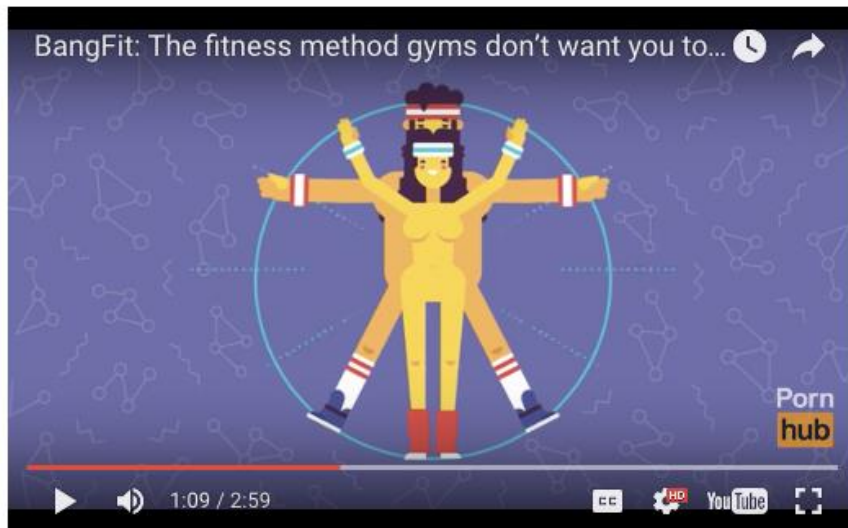 BangFit: The fitness method gyms don't want you to...
Porn
hub
1:09 / 2:59
CC
HD
YouTube